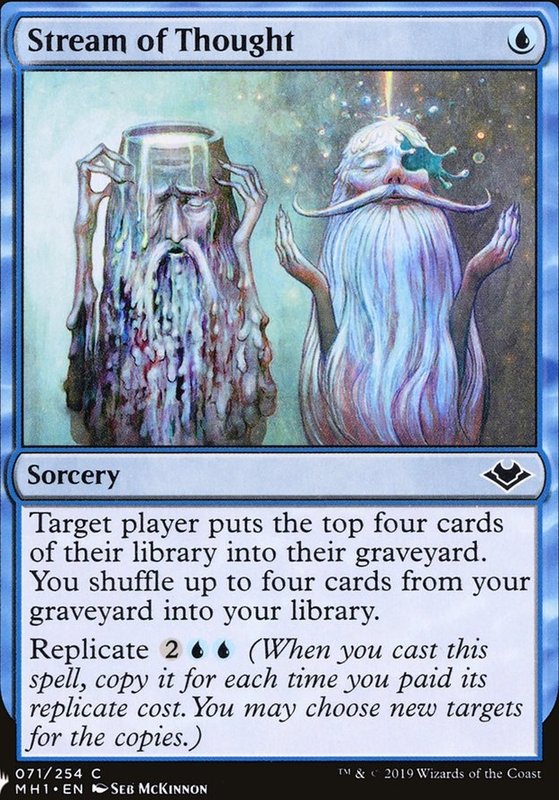 Stream of Thought
Sorcery
Target player puts the top four cards
of their library into their graveyard.
You shuffle up to four cards from your
graveyard into your library.
Replicate 2 (When you cast this
spell, copy it for each time you paid its
replicate cost. You may choose new targets
for the copies.)
071/254 C
MH1 • EN Seb McKinnon
™ & © 2019 Wizards of the Coast